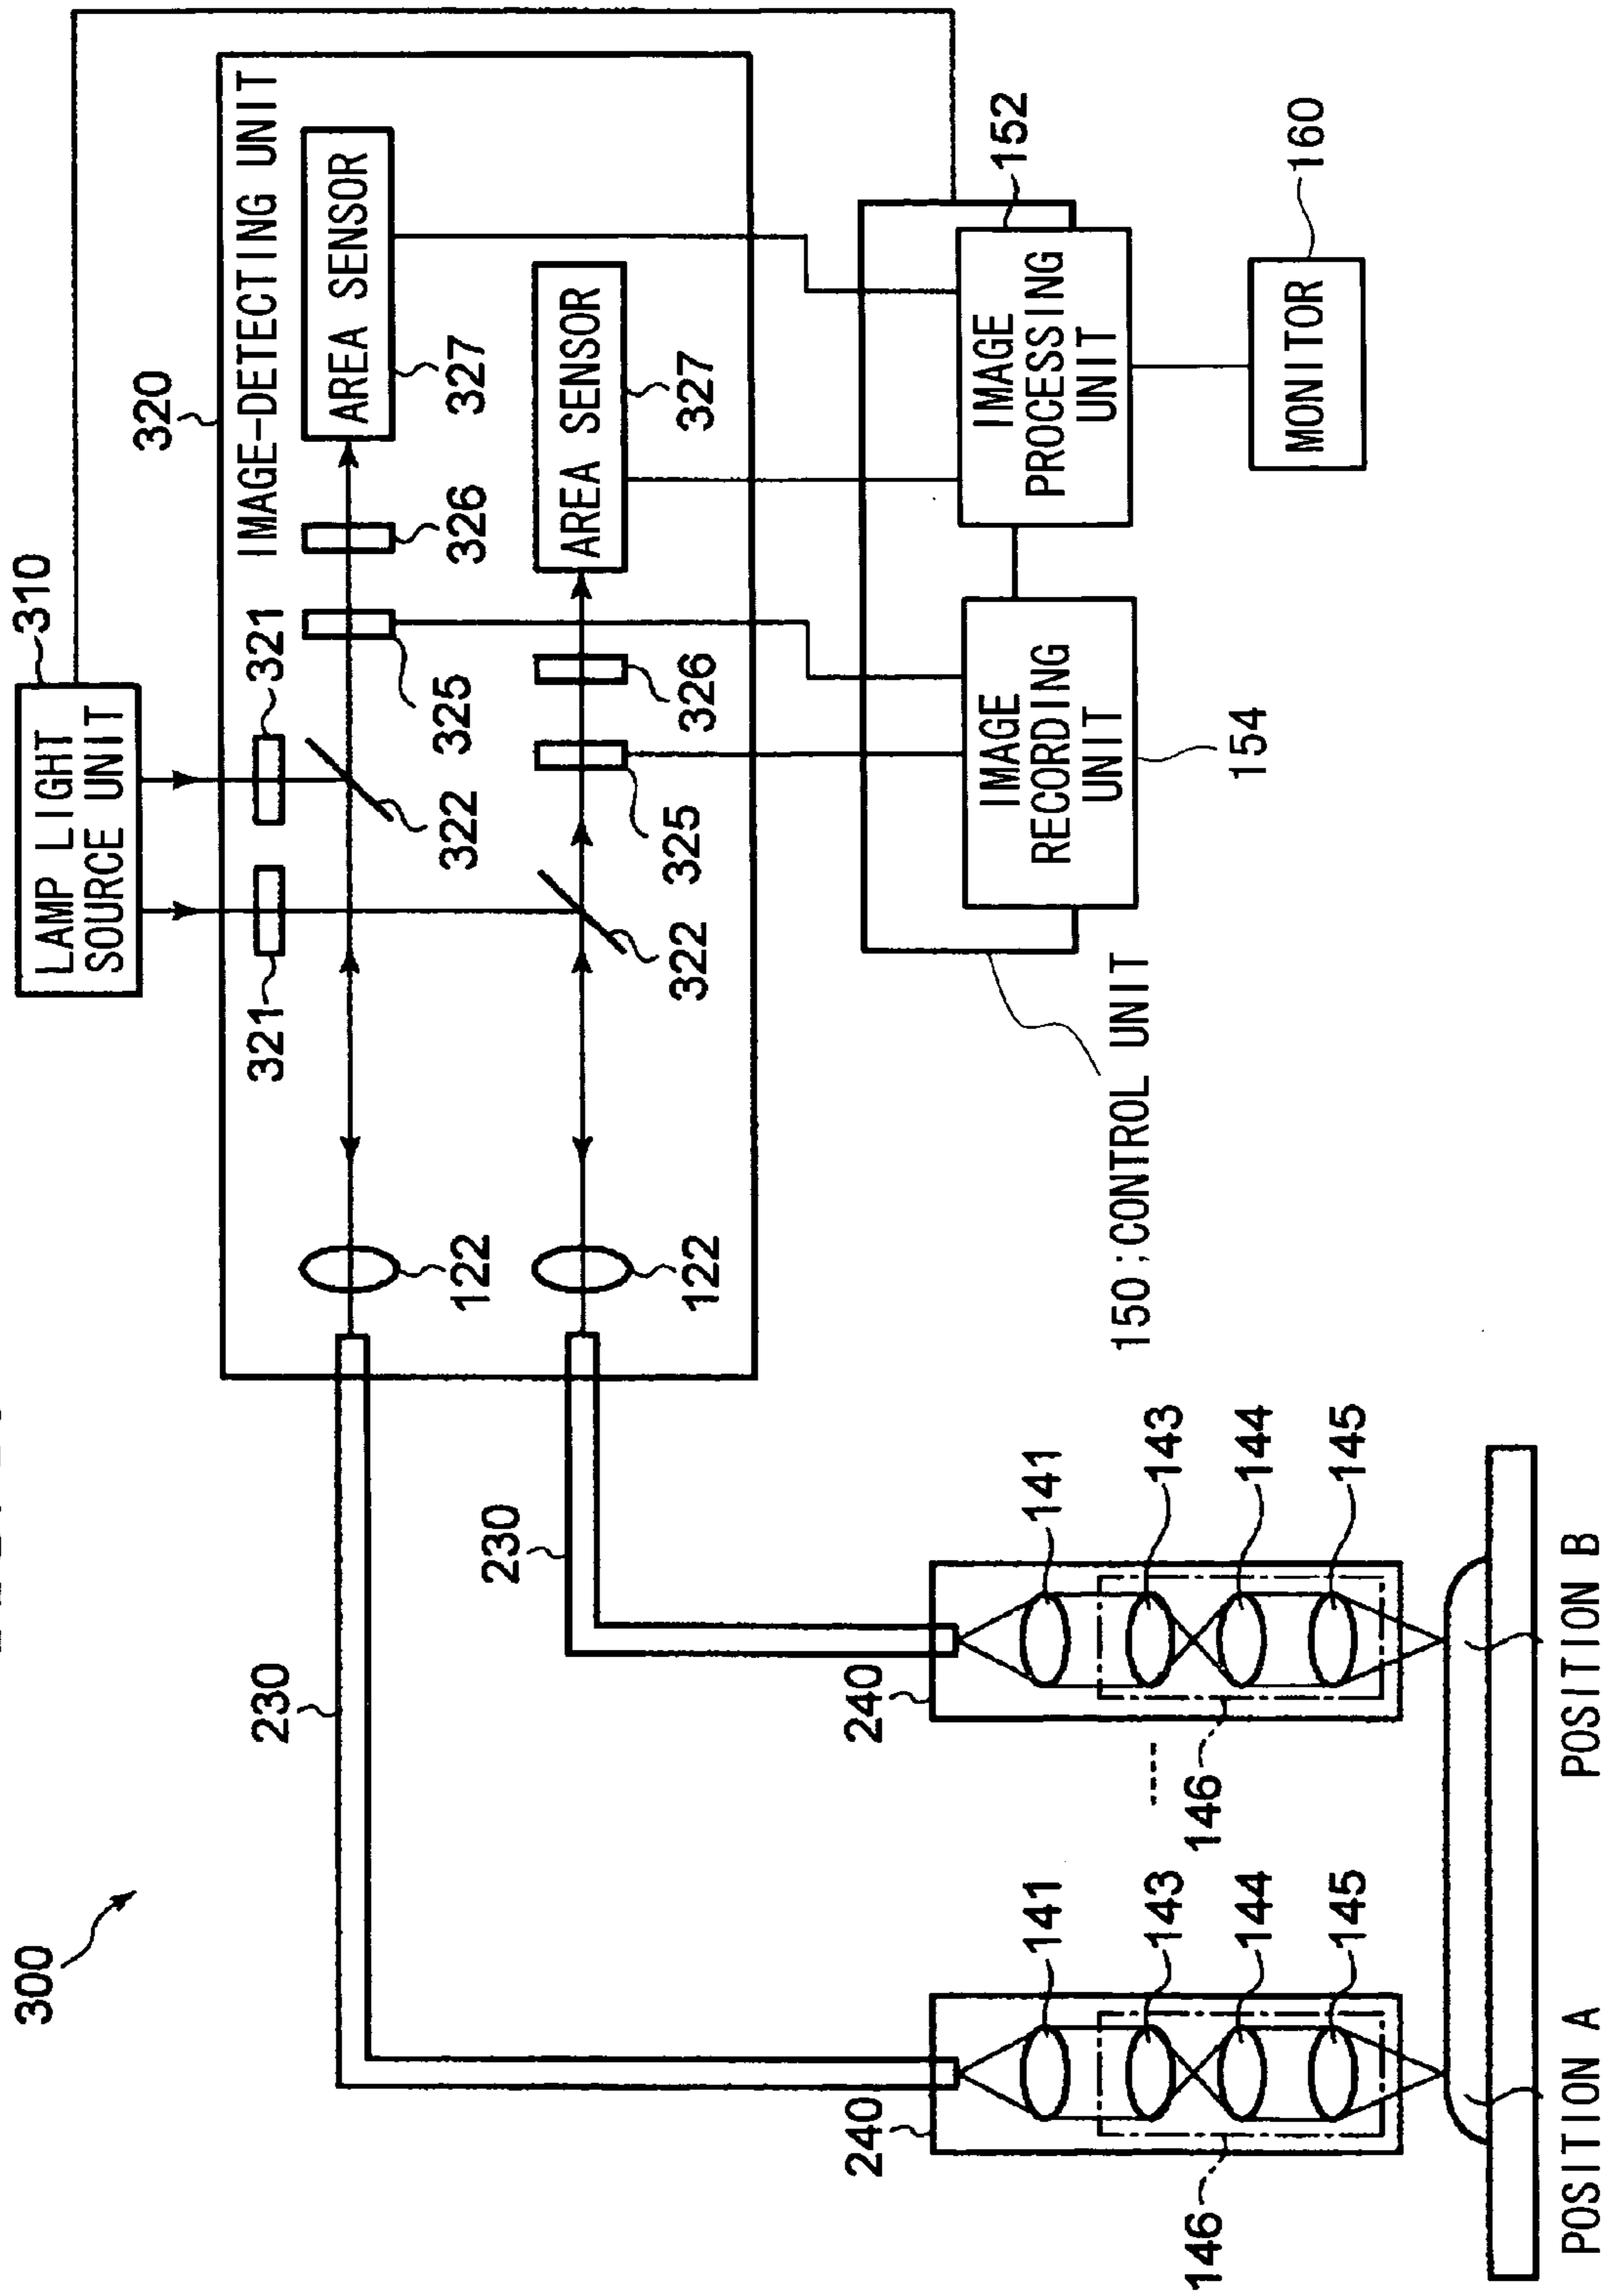 300
LAMP LIGHT
SOURCE UNIT
310
320
IMAGE-DETECTING UNIT
321
321
322
325
326
AREA SENSOR
327
322
325
326
AREA SENSOR
327
122
122
230
230
150;CONTROL UNIT
IMAGE
RECORDING
UNIT
154
IMAGE
PROCESSING
UNIT
152
MONITOR
160
240
141
143
144
145
146
240
141
143
144
145
146
POSITION A
POSITION B